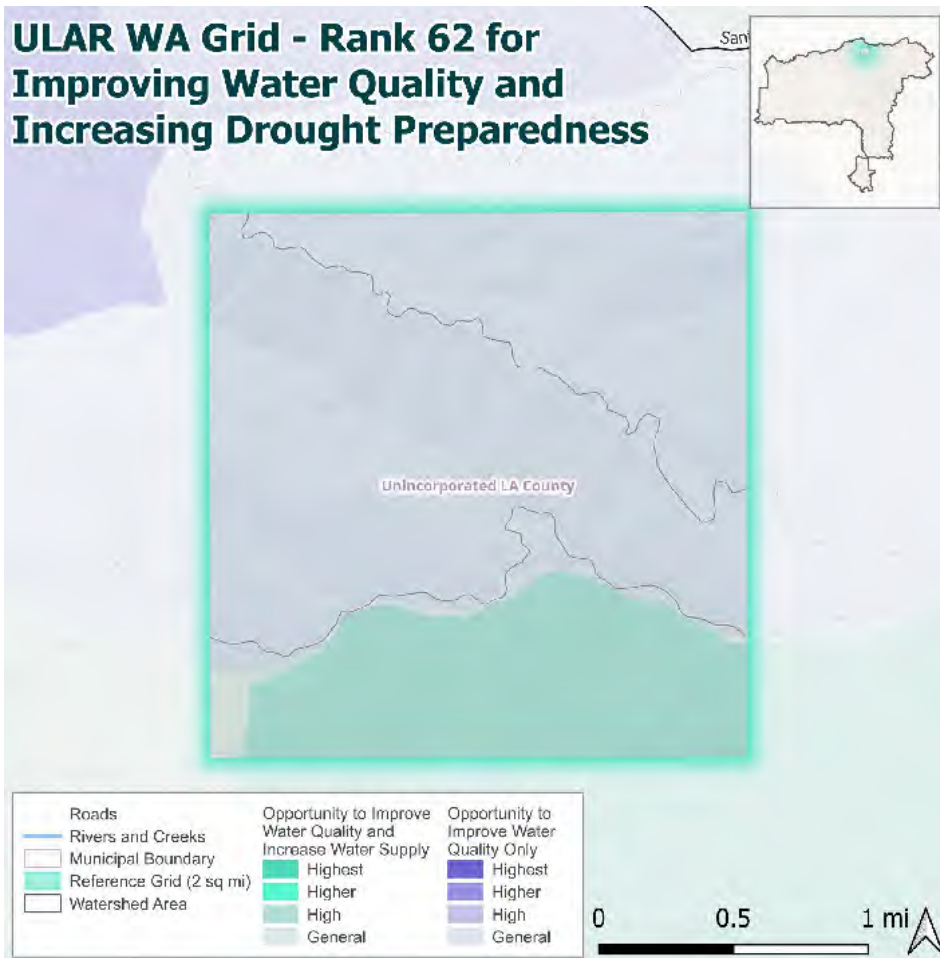 ULAR WA Grid - Rank 62 for
Improving Water Quality and
Increasing Drought Preparedness
San
Unincorporated LA County
Roads
Rivers and Creeks
Municipal Boundary
Reference Grid (2 sq mi)
Watershed Area
Opportunity to Improve
Water Quality and
Increase Water Supply
Highest
Higher
High
General
Opportunity to
Improve Water
Quality Only
Highest
Higher
High
General
0 0.5 1 mi